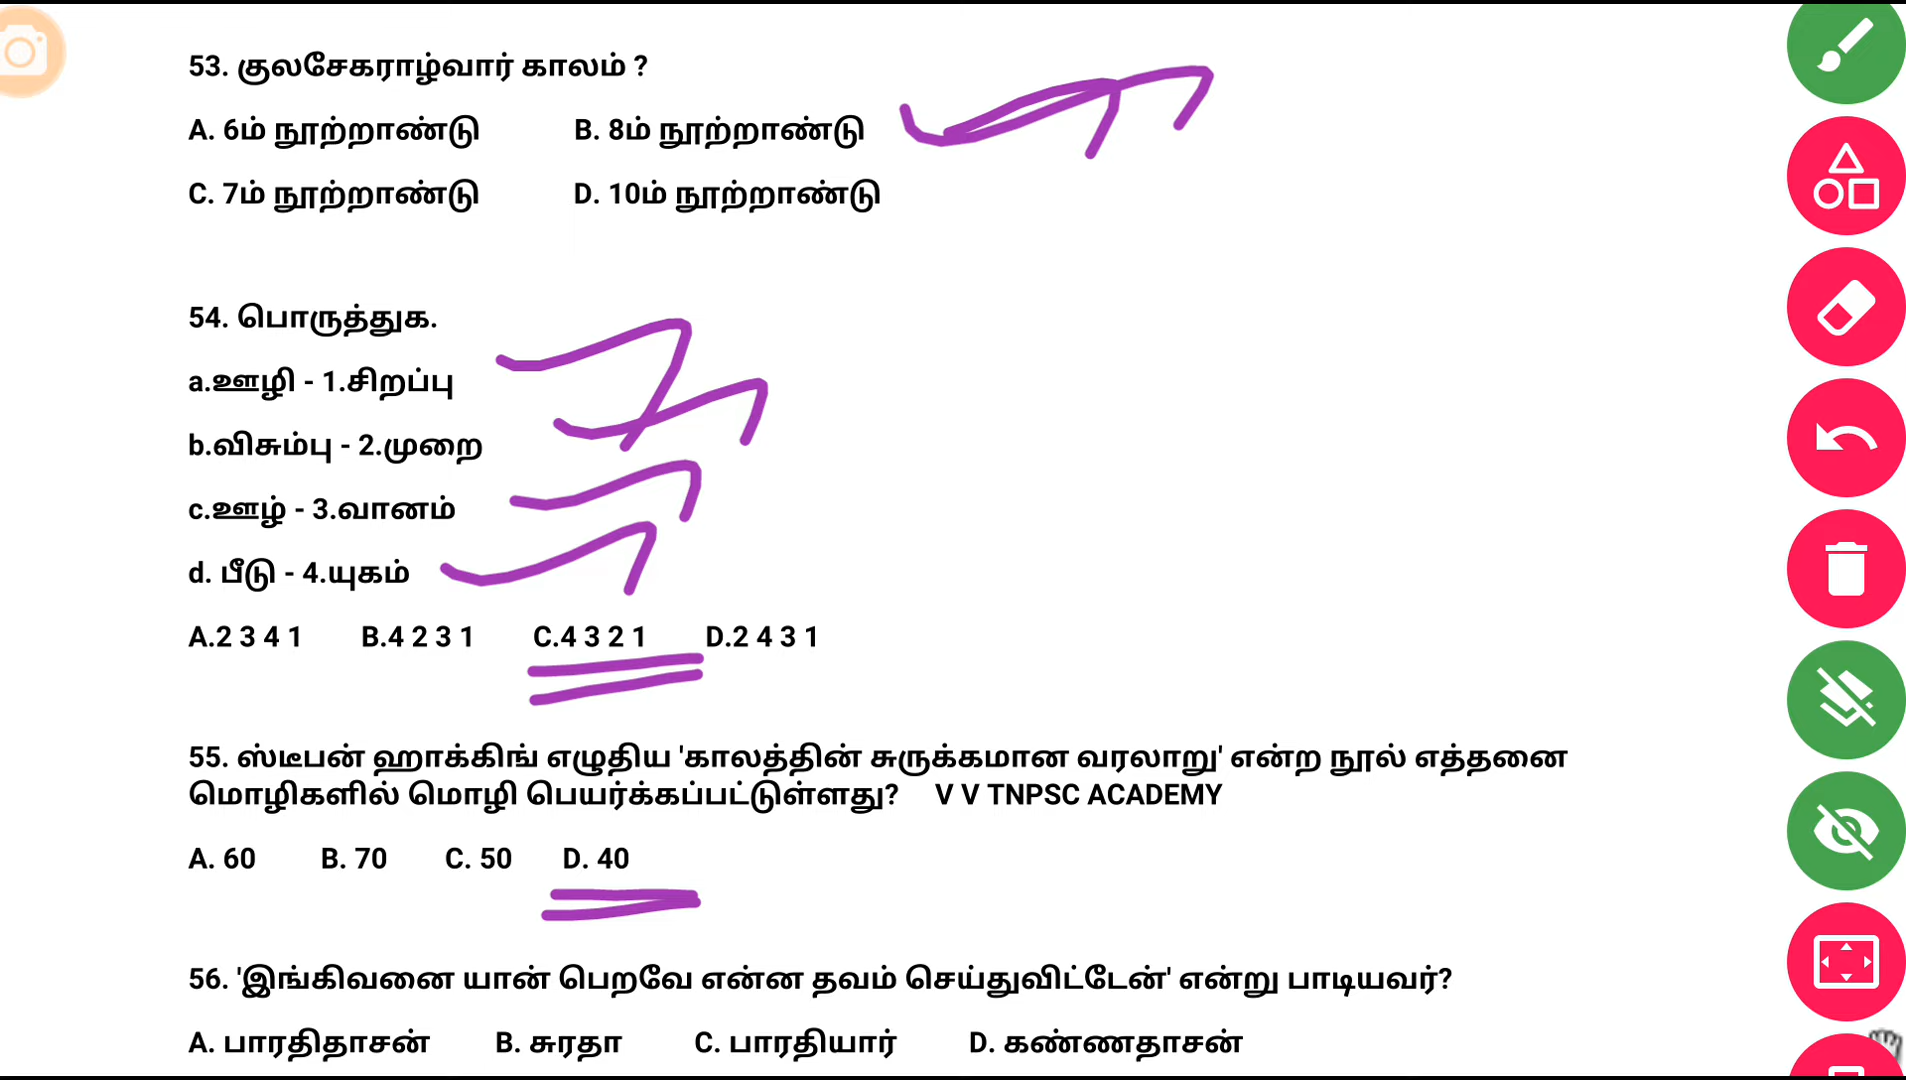 53. குலசேகராழ்வார் காலம் ?
A. 6ம் நூற்றாண்டு B. 8ம் நூற்றாண்டு
C. 7ம் நூற்றாண்டு D. 10ம் நூற்றாண்டு
54. பொருத்துக.
a.ஊழி - 1.சிறப்பு
b.விசும்பு - 2.முறை
c.ஊழ் - 3.வானம்
d. பீடு - 4.யுகம்
A.2 3 4 1 B.4 2 3 1 C.4 3 2 1 D.2 4 3 1
55. ஸ்டீபன் ஹாக்கிங் எழுதிய 'காலத்தின் சுருக்கமான வரலாறு' என்ற நூல் எத்தனை
மொழிகளில் மொழி பெயர்க்கப்பட்டுள்ளது? V V TNPSC ACADEMY
A. 60 B. 70 C. 50 D. 40
56. 'இங்கிவனை யான் பெறவே என்ன தவம் செய்துவிட்டேன்' என்று பாடியவர்?
A. பாரதிதாசன் B. சுரதா C. பாரதியார் D. கண்ணதாசன்